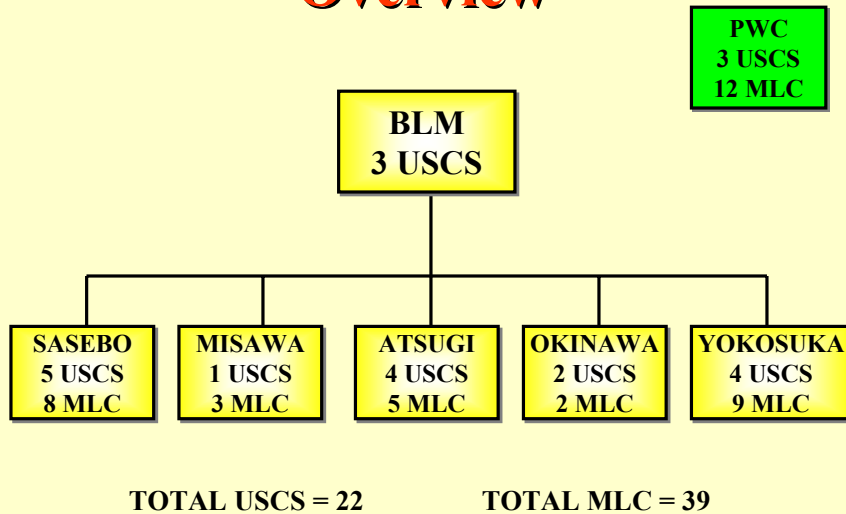 Overview
PWC
3 USCS
12 MLC
BLM
3 USCS
SASEBO
5 USCS
8 MLC
MISAWA
1 USCS
3 MLC
ATSUGI
4 USCS
5 MLC
OKINAWA
2 USCS
2 MLC
YOKOSUKA
4 USCS
9 MLC
TOTAL USCS = 22
TOTAL MLC = 39